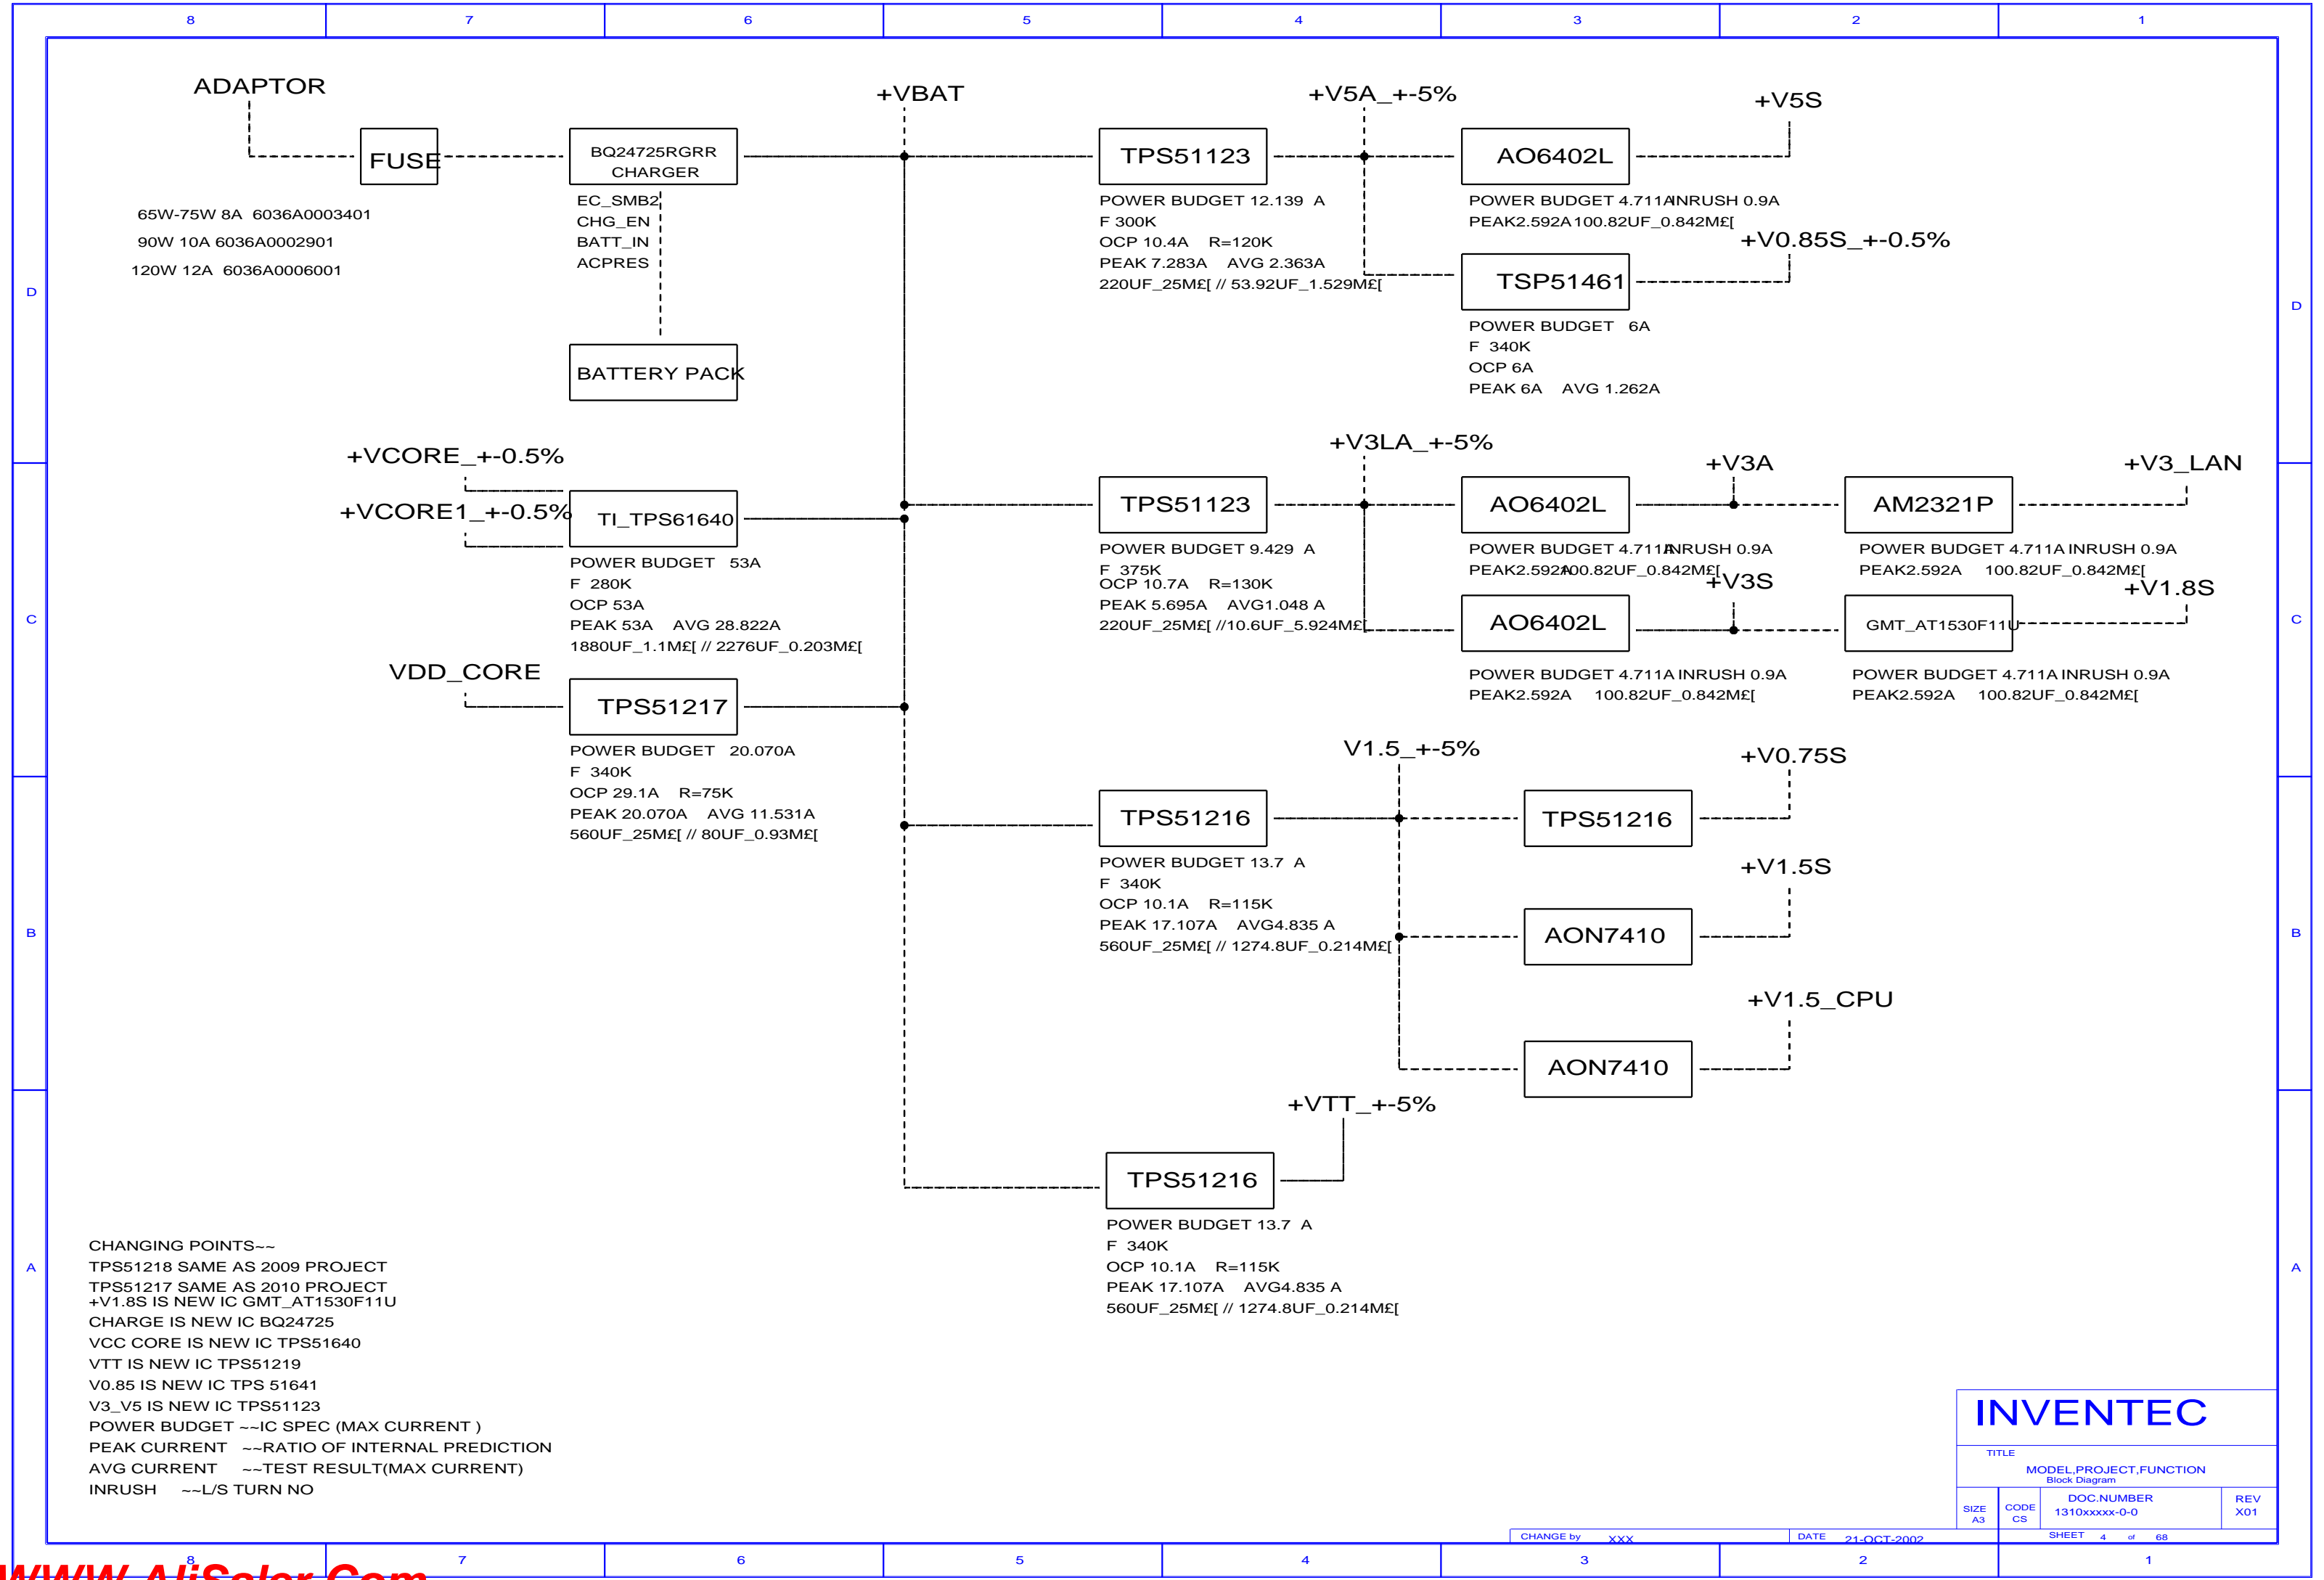 8 7 6 5 4 3 2 1
ADAPTOR
FUSE
65W-75W 8A 6036A0003401
90W 10A 6036A0002901
120W 12A 6036A0006001
BQ24725RGRR
CHARGER
EC_SMB2
CHG_EN
BATT_IN
ACPRES
BATTERY PACK
+VBAT
TPS51123
POWER BUDGET 12.139 A
F 300K
OCP 10.4A R=120K
PEAK 7.283A AVG 2.363A
220UF_25M£[ // 53.92UF_1.529M£[
+V5A_+-5%
AO6402L
POWER BUDGET 4.711A INRUSH 0.9A
PEAK2.592A 100.82UF_0.842M£[
+V5S
+V0.85S_+-0.5%
TSP51461
POWER BUDGET 6A
F 340K
OCP 6A
PEAK 6A AVG 1.262A
D
D
+VCORE_+-0.5%
+VCORE1_+-0.5%
TI_TPS61640
POWER BUDGET 53A
F 280K
OCP 53A
PEAK 53A AVG 28.822A
1880UF_1.1M£[ // 2276UF_0.203M£[
VDD_CORE
TPS51217
POWER BUDGET 20.070A
F 340K
OCP 29.1A R=75K
PEAK 20.070A AVG 11.531A
560UF_25M£[ // 80UF_0.93M£[
+V3LA_+-5%
TPS51123
POWER BUDGET 9.429 A
F 375K
OCP 10.7A R=130K
PEAK 5.695A AVG1.048 A
220UF_25M£[ //10.6UF_5.924M£[
+V3A
AO6402L
POWER BUDGET 4.711A INRUSH 0.9A
PEAK2.592A 100.82UF_0.842M£[
+V3_LAN
AM2321P
POWER BUDGET 4.711A INRUSH 0.9A
PEAK2.592A 100.82UF_0.842M£[
+V3S
AO6402L
POWER BUDGET 4.711A INRUSH 0.9A
PEAK2.592A 100.82UF_0.842M£[
+V1.8S
GMT_AT1530F11U
POWER BUDGET 4.711A INRUSH 0.9A
PEAK2.592A 100.82UF_0.842M£[
C
C
V1.5_+-5%
TPS51216
POWER BUDGET 13.7 A
F 340K
OCP 10.1A R=115K
PEAK 17.107A AVG4.835 A
560UF_25M£[ // 1274.8UF_0.214M£[
+V0.75S
TPS51216
+V1.5S
AON7410
+V1.5_CPU
AON7410
B
B
+VTT_+-5%
TPS51216
POWER BUDGET 13.7 A
F 340K
OCP 10.1A R=115K
PEAK 17.107A AVG4.835 A
560UF_25M£[ // 1274.8UF_0.214M£[
A
A
CHANGING POINTS~~
TPS51218 SAME AS 2009 PROJECT
TPS51217 SAME AS 2010 PROJECT
+V1.8S IS NEW IC GMT_AT1530F11U
CHARGE IS NEW IC BQ24725
VCC CORE IS NEW IC TPS51640
VTT IS NEW IC TPS51219
V0.85 IS NEW IC TPS 51641
V3_V5 IS NEW IC TPS51123
POWER BUDGET ~~IC SPEC (MAX CURRENT )
PEAK CURRENT ~~RATIO OF INTERNAL PREDICTION
AVG CURRENT ~~TEST RESULT(MAX CURRENT)
INRUSH ~~L/S TURN NO
INVENTEC
TITLE
MODEL,PROJECT,FUNCTION
Block Diagram
SIZE CODE DOC.NUMBER REV
A3 CS 1310xxxxx-0-0 X01
CHANGE by XXX DATE 21-OCT-2002 SHEET 4 of 68
8 7 6 5 4 3 2 1
WWW.AliSaler.Com